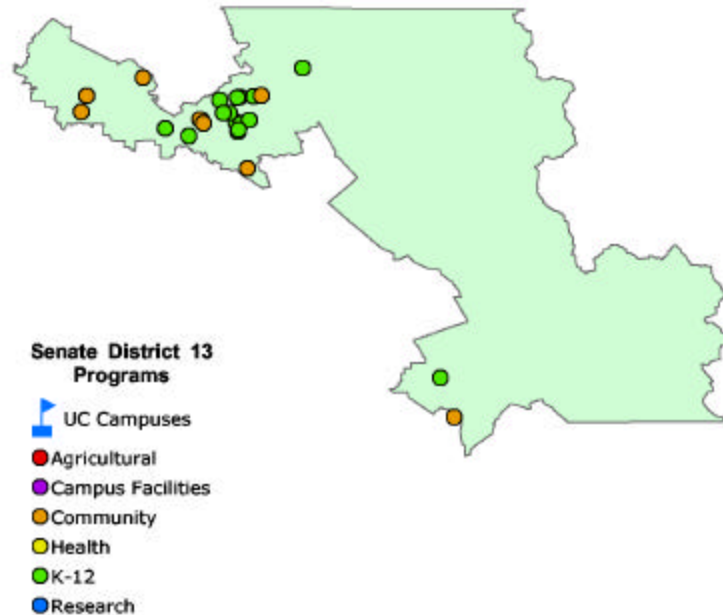 Senate District 13
Programs
UC Campuses
Agricultural
Campus Facilities
Community
Health
K-12
Research